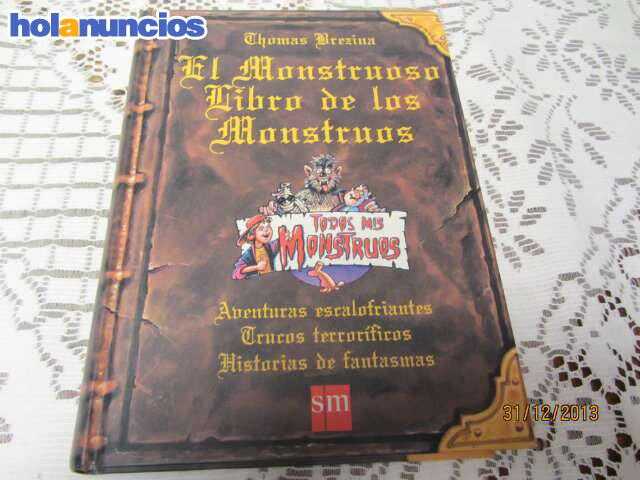 holanuncios
Thomas Brezina
El Monstruoso
Libro de los
Monstruos
TODOS MIS
MONSTRUOS
Aventuras escalofriantes
Trucos terroríficos
Historias de fantasmas
sm
31/12/2013